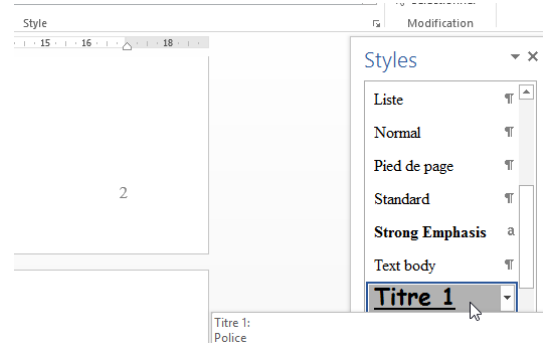 Style
Modification
15 16 18
Styles
Liste
Normal
Pied de page
2
Standard
Strong Emphasis a
Text body
Titre 1
Titre 1:
Police